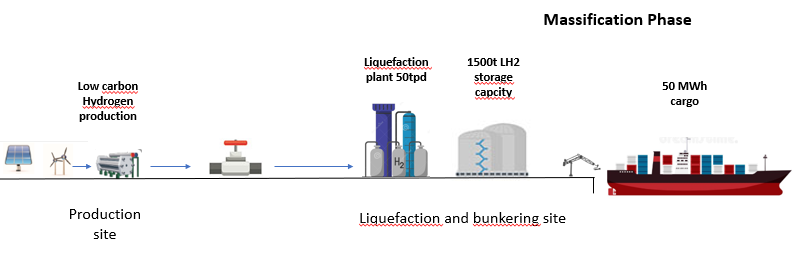 Massification Phase
Liquefaction
plant 50tpd
1500t LH2
storage
capcity
50 MWh
cargo
Low carbon
Hydrogen
production
H2
Production
site
Liquefaction and bunkering site